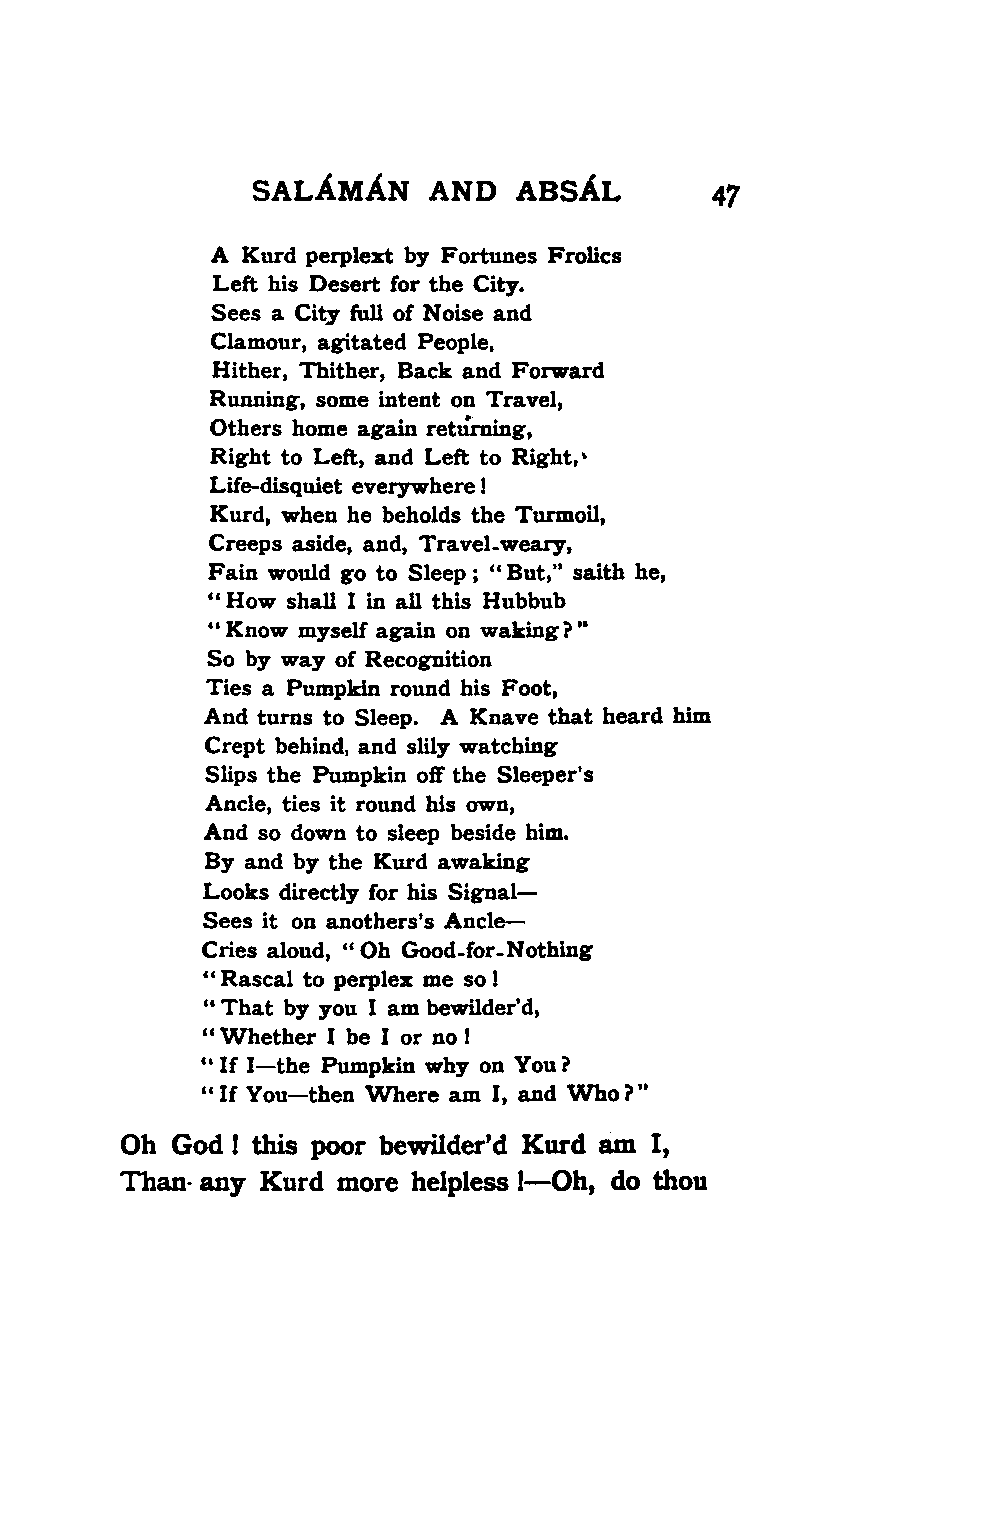 SALÁMÁN AND ABSÁL 47
A Kurd perplext by Fortunes Frolics
Left his Desert for the City.
Sees a City full of Noise and
Clamour, agitated People,
Hither, Thither, Back and Forward
Running, some intent on Travel,
Others home again returning,
Right to Left, and Left to Right,
Life-disquiet everywhere!
Kurd, when he beholds the Turmoil,
Creeps aside, and, Travel-weary,
Fain would go to Sleep; "But," saith he,
"How shall I in all this Hubbub
"Know myself again on waking?"
So by way of Recognition
Ties a Pumpkin round his Foot,
And turns to Sleep. A Knave that heard him
Crept behind, and slily watching
Slips the Pumpkin off the Sleeper's
Ancle, ties it round his own,
And so down to sleep beside him.
By and by the Kurd awaking
Looks directly for his Signal—
Sees it on anothers's Ancle—
Cries aloud, "Oh Good-for-Nothing
"Rascal to perplex me so!
"That by you I am bewilder'd,
"Whether I be I or no!
"If I—the Pumpkin why on You?
"If You—then Where am I, and Who?"
Oh God! this poor bewilder'd Kurd am I,
Than any Kurd more helpless!—Oh, do thou